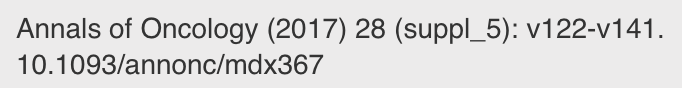 Annals of Oncology (2017) 28 (suppl_5): v122-v141.
10.1093/annonc/mdx367